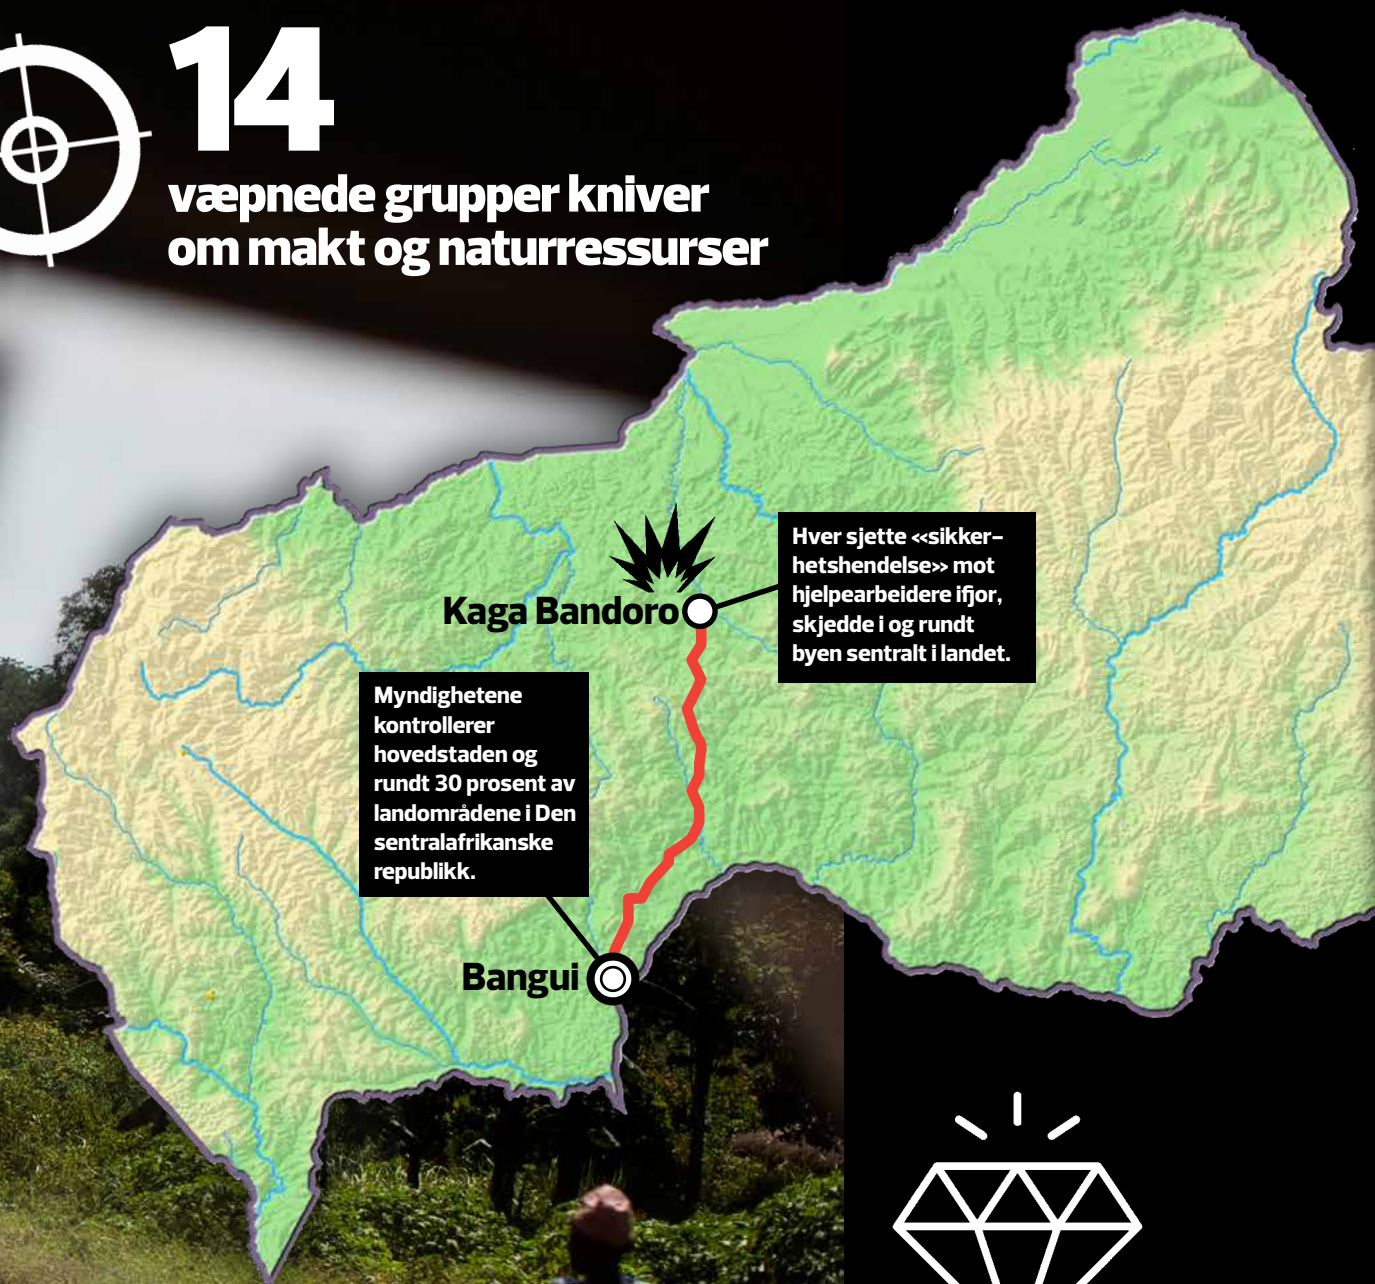 14
væpnede grupper kniver
om makt og naturressurser
Hver sjette «sikker–
hetshendelse» mot
hjelpearbeidere ifjor,
skjedde i og rundt
byen sentralt i landet.
Kaga Bandoro
Myndighetene
kontrollerer
hovedstaden og
rundt 30 prosent av
landområdene i Den
sentralafrikanske
republikk.
Bangui